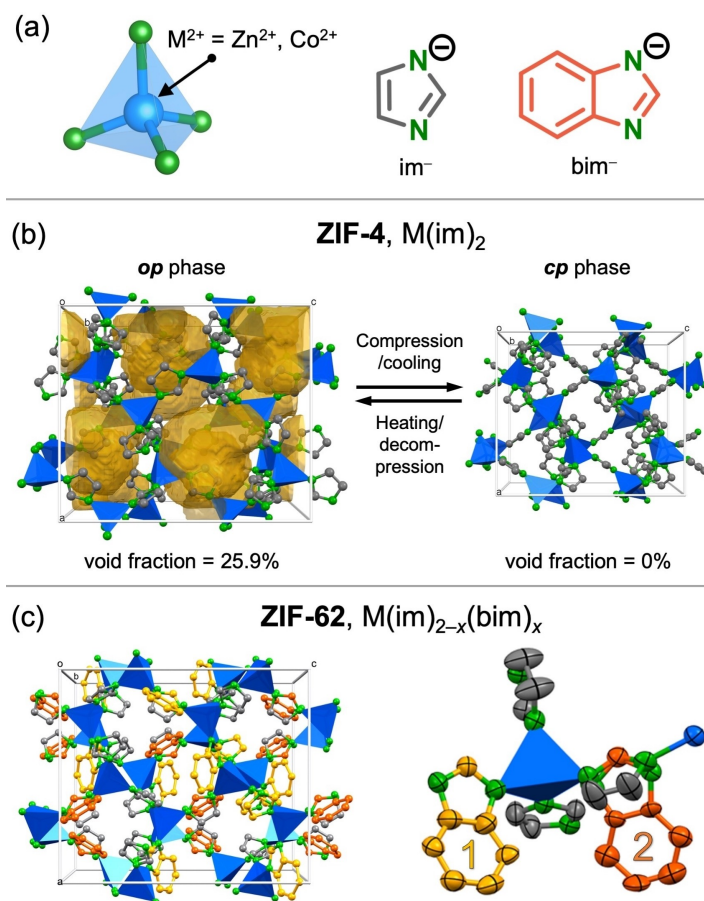 (a)
M²⁺ = Zn²⁺, Co²⁺
N
⊖
N
im⁻
N
⊖
N
bim⁻
(b)
ZIF-4, M(im)₂
op phase
cp phase
o
c
b
a
Compression
/cooling
Heating/
decom-
pression
o
c
b
a
void fraction = 25.9%
void fraction = 0%
(c)
ZIF-62, M(im)₂₋ₓ(bim)ₓ
o
c
b
a
1
2